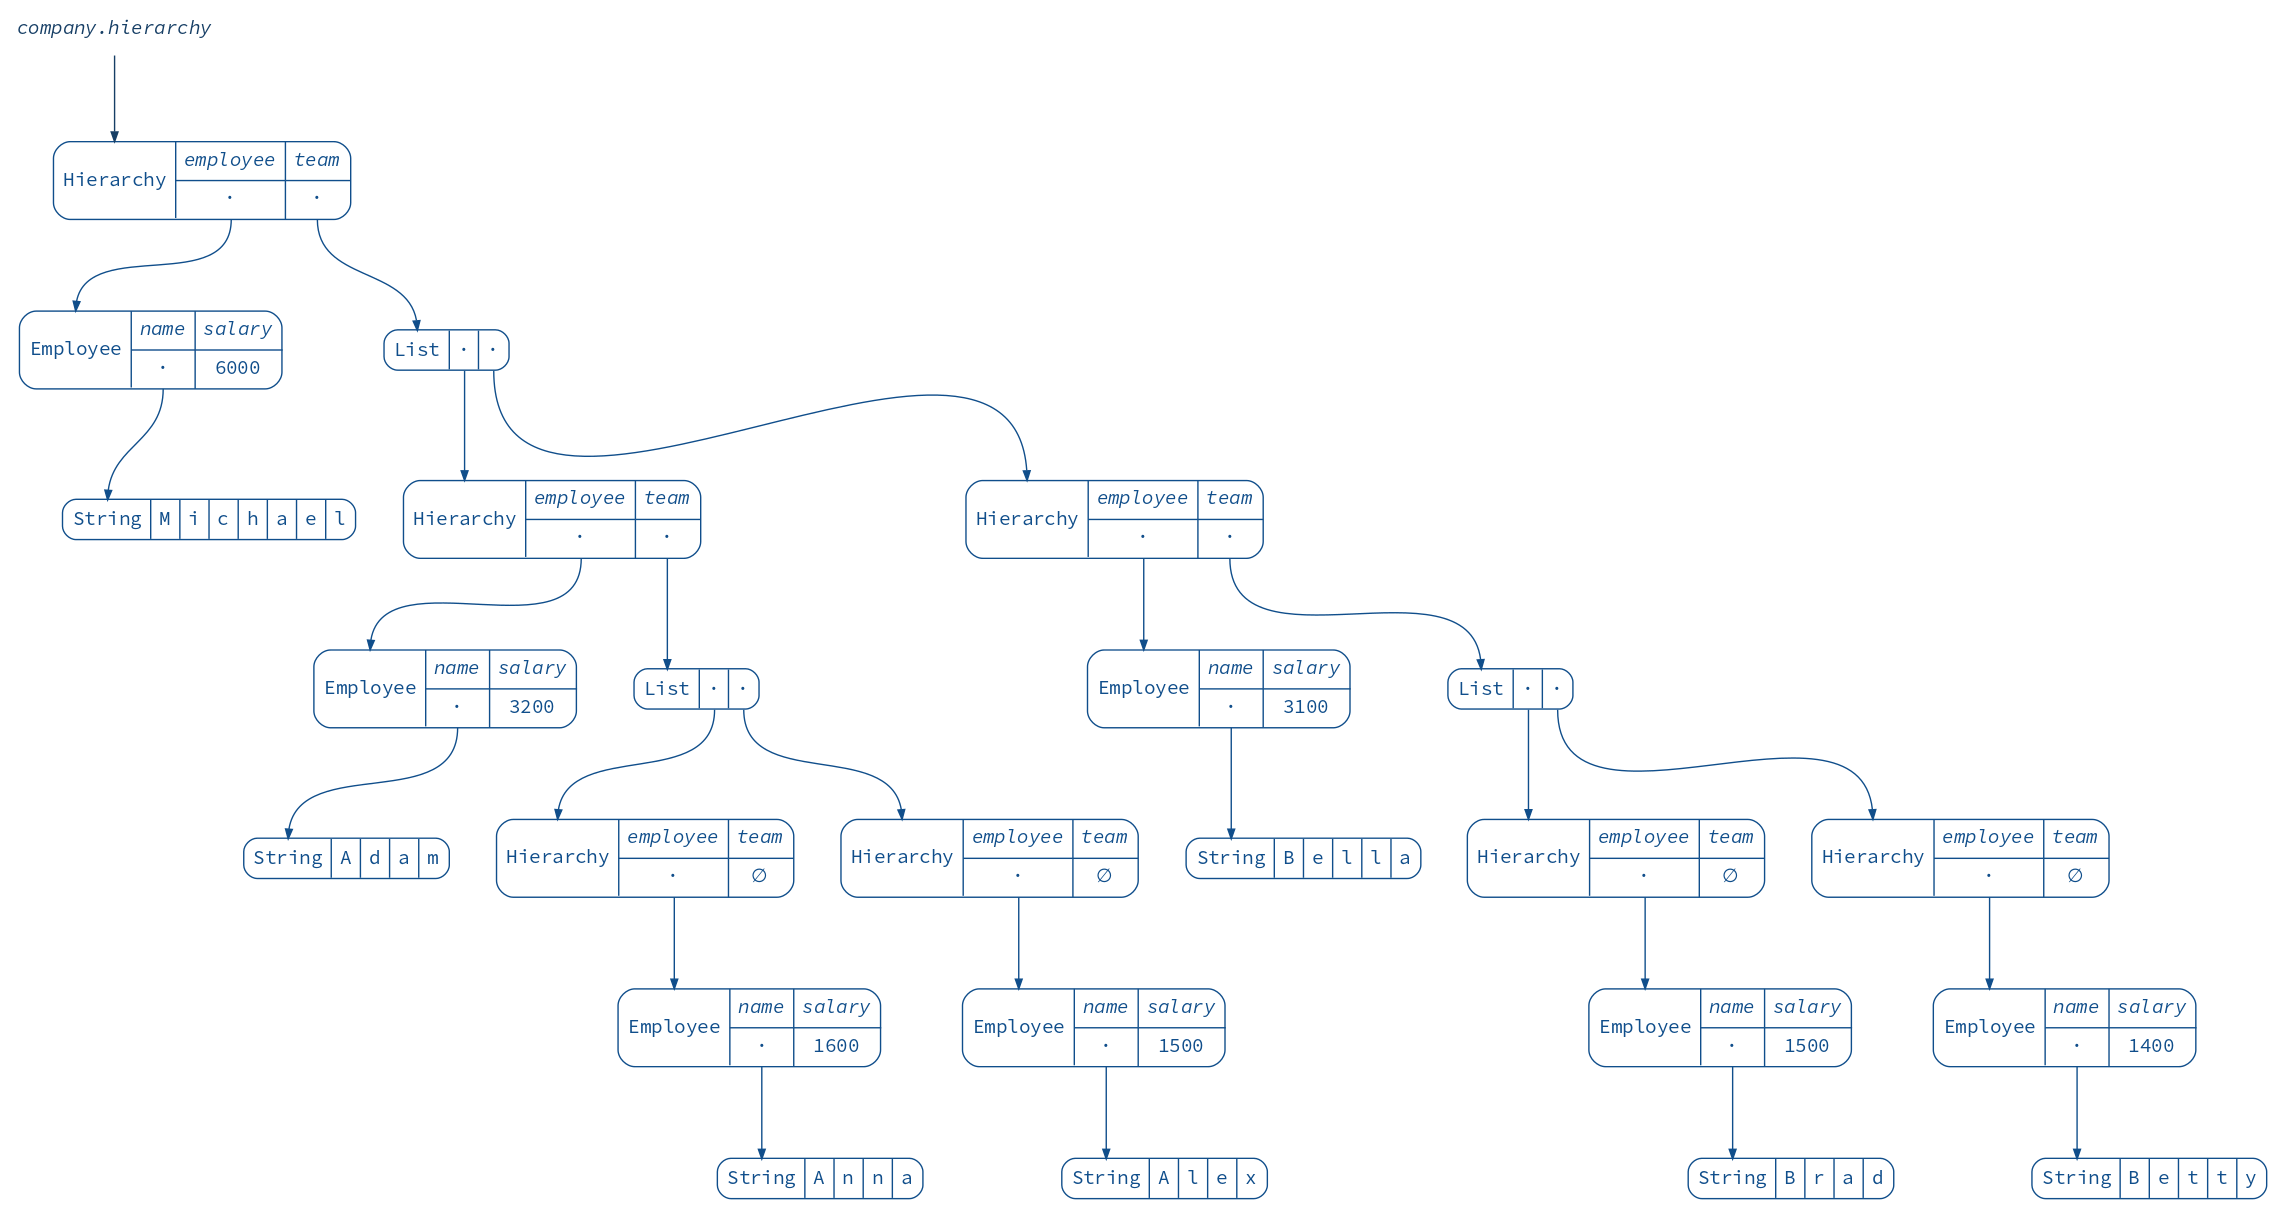 company.hierarchy
Hierarchy employee team
· ·
Employee name salary
· 6000
List · ·
String M i c h a e l
Hierarchy employee team
· ·
Hierarchy employee team
· ·
Employee name salary
· 3200
List · ·
Employee name salary
· 3100
List · ·
String A d a m
Hierarchy employee team
· ∅
Hierarchy employee team
· ∅
String B e l l a
Hierarchy employee team
· ∅
Hierarchy employee team
· ∅
Employee name salary
· 1600
Employee name salary
· 1500
Employee name salary
· 1500
Employee name salary
· 1400
String A n n a
String A l e x
String B r a d
String B e t t y